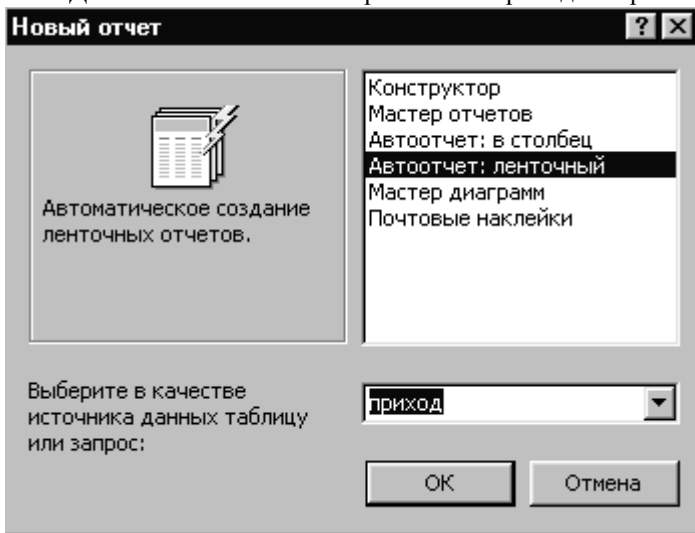 Новый отчет
Автоматическое создание
ленточных отчетов.
Конструктор
Мастер отчетов
Автоотчет: в столбец
Автоотчет: ленточный
Мастер диаграмм
Почтовые наклейки
Выберите в качестве
источника данных таблицу
или запрос:
приход
ОК
Отмена